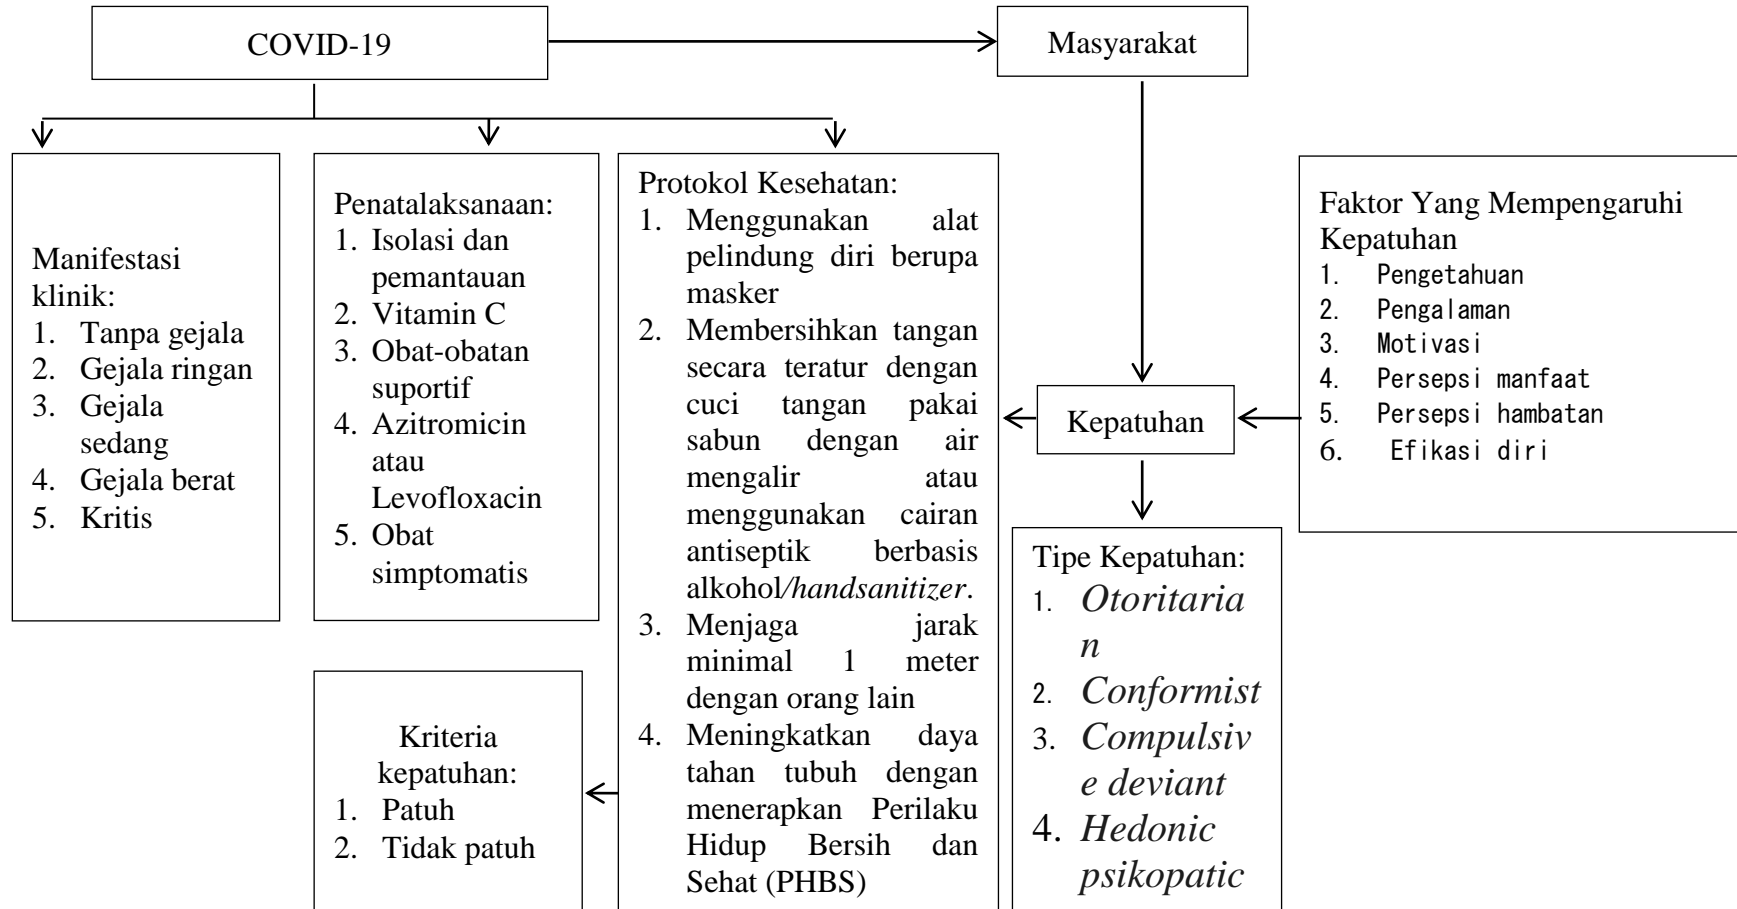 COVID-19
Masyarakat
Manifestasi
klinik:
1. Tanpa gejala
2. Gejala ringan
3. Gejala
sedang
4. Gejala berat
5. Kritis
Penatalaksanaan:
1. Isolasi dan
pemantauan
2. Vitamin C
3. Obat-obatan
suportif
4. Azitromicin
atau
Levofloxacin
5. Obat
simptomatis
Protokol Kesehatan:
1. Menggunakan alat
pelindung diri berupa
masker
2. Membersihkan tangan
secara teratur dengan
cuci tangan pakai
sabun dengan air
mengalir atau
menggunakan cairan
antiseptik berbasis
alkohol/handsanitizer.
3. Menjaga jarak
minimal 1 meter
dengan orang lain
4. Meningkatkan daya
tahan tubuh dengan
menerapkan Perilaku
Hidup Bersih dan
Sehat (PHBS)
Kepatuhan
Faktor Yang Mempengaruhi
Kepatuhan
1. Pengetahuan
2. Pengalaman
3. Motivasi
4. Persepsi manfaat
5. Persepsi hambatan
6. Efikasi diri
Tipe Kepatuhan:
1. Otoritaria
n
2. Conformist
3. Compulsiv
e deviant
4. Hedonic
psikopatic
Kriteria
kepatuhan:
1. Patuh
2. Tidak patuh